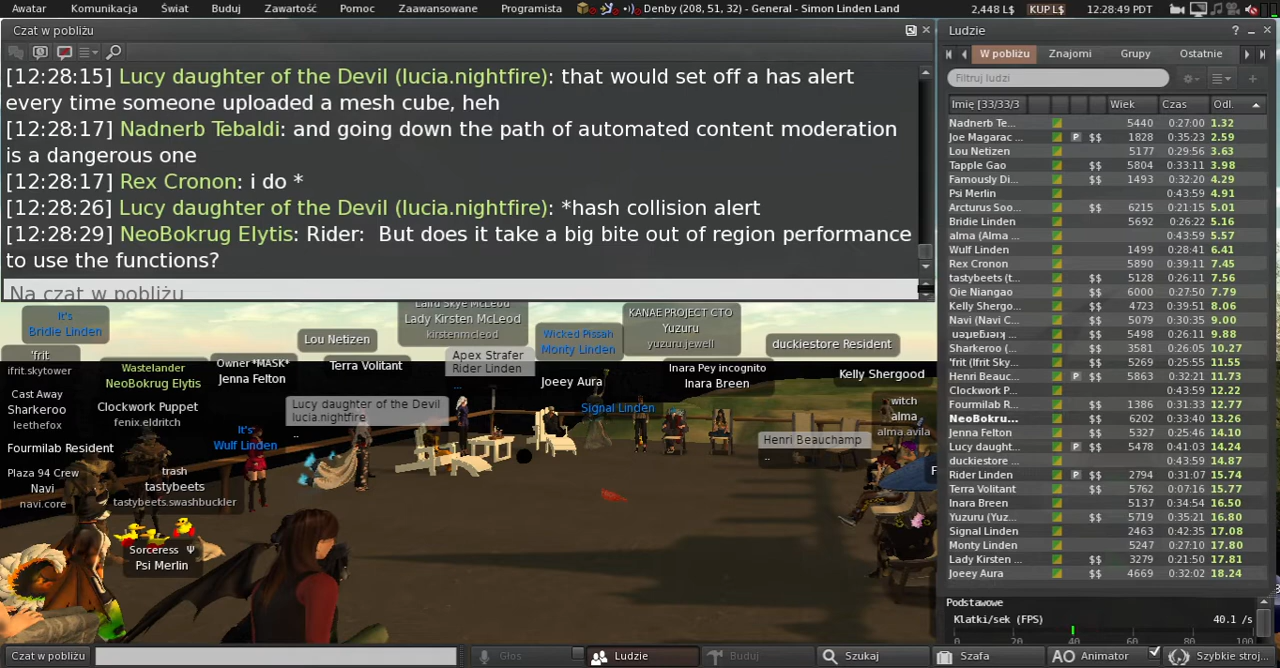 Awatar Komunikacja Świat Buduj Zawartość Pomoc Zaawansowane Programista Denby (208, 51, 32) - General - Simon Linden Land 2,448 L$ KUP L$ 12:28:49 PDT
Czat w pobliżu
[12:28:15] Lucy daughter of the Devil (lucia.nightfire): that would set off a has alert
every time someone uploaded a mesh cube, heh
[12:28:17] Nadnerb Tebaldi: and going down the path of automated content moderation
is a dangerous one
[12:28:17] Rex Cronon: i do *
[12:28:26] Lucy daughter of the Devil (lucia.nightfire): *hash collision alert
[12:28:29] NeoBokrug Elytis: Rider:  But does it take a big bite out of region performance
to use the functions?
Na czat w pobliżu
It's
Bridie Linden
'frit
ifrit.skytower
Cast Away
Sharkeroo
leethefox
Fourmilab Resident
Plaza 94 Crew
Navi
navi.core
Wastelander
NeoBokrug Elytis
Clockwork Puppet
fenix.eldritch
trash
tastybeets
tastybeets.swashbuckler
Sorceress Ψ
Psi Merlin
Owner *MASK*
Jenna Felton
It's
Wulf Linden
Lou Netizen
Terra Volitant
Lucy daughter of the Devil
lucia.nightfire
..
Laird Skye McLeod
Lady Kirsten McLeod
kirstenmcleod
Apex Strafer
Rider Linden
...
Wicked Pissah
Monty Linden
Joeey Aura
Signal Linden
KANAE PROJECT CTO
Yuzuru
yuzuru.jewell
Inara Pey incognito
Inara Breen
duckiestore Resident
Kelly Shergood
Henri Beauchamp
..
witch
alma
alma.avila
F
Ludzie
W pobliżu Znajomi Grupy Ostatnie
Filtruj ludzi
Imię [33/33/3 Wiek Czas Odl.
Nadnerb Te... 5440 0:27:00 1.32
Joe Magarac ... P $$ 1828 0:35:23 2.59
Lou Netizen 5177 0:29:56 3.63
Tapple Gao $$ 5804 0:33:11 3.98
Famously Di... $$ 1493 0:32:20 4.29
Psi Merlin 0:43:59 4.91
Arcturus Soo... $$ 6215 0:21:15 5.01
Bridie Linden 5692 0:26:22 5.16
alma (Alma ... 0:43:59 5.57
Wulf Linden 1499 0:28:41 6.41
Rex Cronon 5890 0:39:11 7.45
tastybeets (t... $$ 5128 0:26:11 7.56
Qie Niangao $$ 6200 0:27:50 7.79
Kelly Shergo... $$ 4723 0:39:51 8.06
Navi (Navi C... $$ 5079 0:30:35 9.00
$$ 5498 0:26:11 9.88
Sharkeroo (... $$ 3581 0:26:05 10.27
'frit (Ifrit Sky... $$ 5269 0:25:55 11.55
Henri Beauc... P $$ 5863 0:32:21 11.73
Clockwork P... 0:43:59 12.22
Fourmilab R... $$ 1386 0:31:33 12.77
NeoBokru... $$ 6202 0:33:40 13.26
Jenna Felton $$ 5327 0:25:46 14.10
Lucy daught... P $$ 5478 0:41:03 14.24
duckiestore ... 0:43:59 14.87
Rider Linden P 2794 0:31:07 15.74
Terra Volitant $$ 5762 0:07:16 15.77
Inara Breen 5137 0:34:54 16.50
Yuzuru (Yuz... $$ 5719 0:35:21 16.80
Signal Linden 2463 0:42:35 17.08
Monty Linden 5247 0:27:10 17.80
Lady Kirsten ... $$ 3279 0:21:50 17.81
Joeey Aura $$ 4669 0:32:02 18.24
Podstawowe
Klatki/sek (FPS) 40.1 /s
0 20 40 60 80 100
Czat w pobliżu Głos Ludzie Buduj Szukaj Szafa AO Animator Szybkie stroj...